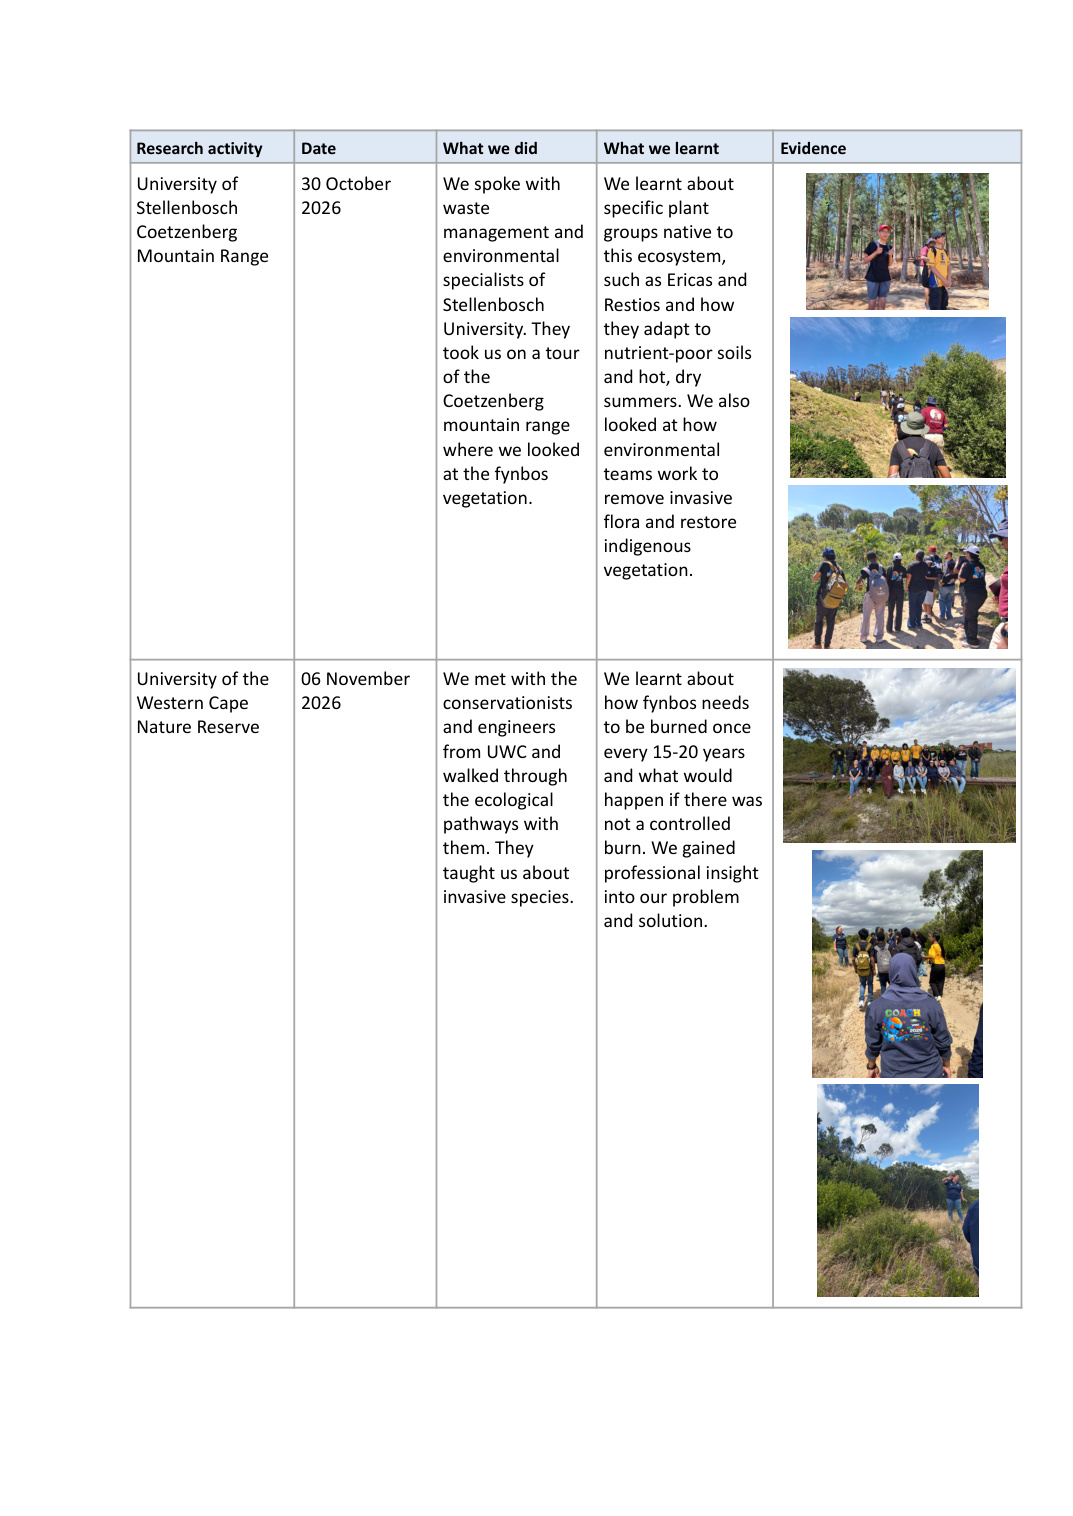 Research activity
Date
What we did
What we learnt
Evidence
University of
Stellenbosch
Coetzenberg
Mountain Range
30 October
2026
We spoke with
waste
management and
environmental
specialists of
Stellenbosch
University. They
took us on a tour
of the
Coetzenberg
mountain range
where we looked
at the fynbos
vegetation.
We learnt about
specific plant
groups native to
this ecosystem,
such as Ericas and
Restios and how
they adapt to
nutrient-poor soils
and hot, dry
summers. We also
looked at how
environmental
teams work to
remove invasive
flora and restore
indigenous
vegetation.
University of the
Western Cape
Nature Reserve
06 November
2026
We met with the
conservationists
and engineers
from UWC and
walked through
the ecological
pathways with
them. They
taught us about
invasive species.
We learnt about
how fynbos needs
to be burned once
every 15-20 years
and what would
happen if there was
not a controlled
burn. We gained
professional insight
into our problem
and solution.
COACH